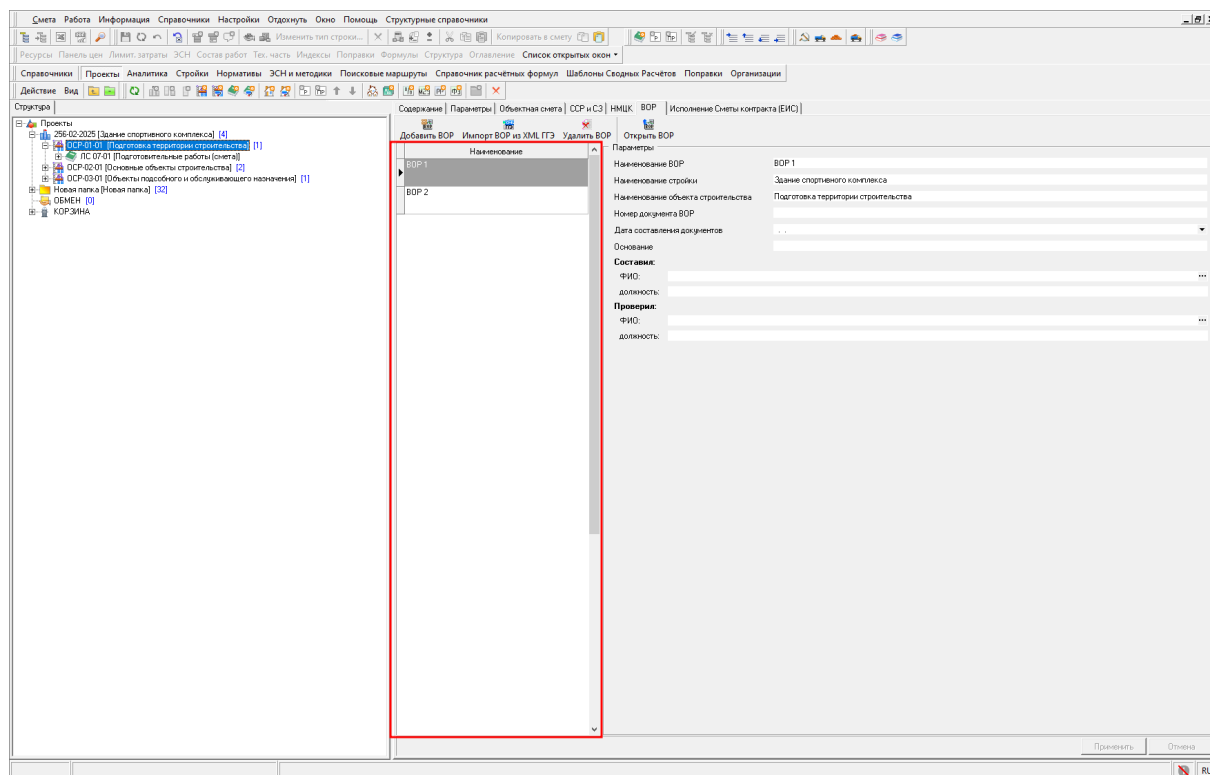 Смета Работа Информация Справочники Настройки Отдохнуть Окно Помощь Структурные справочники
Изменить тип строки... Копировать в смету
Ресурсы Панель цен Лимит. затраты ЭСН Состав работ Тех. часть Индексы Поправки Формулы Структура Оглавление Список открытых окон
Справочники Проекты Аналитика Стройки Нормативы ЭСН и методики Поисковые маршруты Справочник расчётных формул Шаблоны Сводных Расчётов Поправки Организации
Действие Вид
Структура
Проекты
256-02-2025 [Здание спортивного комплекса] [4]
ОСР-01-01 [Подготовка территории строительства] [1]
ЛС 07-01 [Подготовительные работы (смета)]
ОСР-02-01 [Основные объекты строительства] [2]
ОСР-03-01 [Объекты подсобного и обслуживающего назначения] [1]
Новая папка [Новая папка] [32]
ОБМЕН [0]
КОРЗИНА
Содержание Параметры Объектная смета ССР и СЗ НМЦК ВОР Исполнение Сметы контракта (ЕИС)
Добавить ВОР Импорт ВОР из XML ГГЭ Удалить ВОР Открыть ВОР
Наименование
ВОР 1
ВОР 2
Параметры
Наименование ВОР ВОР 1
Наименование стройки Здание спортивного комплекса
Наименование объекта строительства Подготовка территории строительства
Номер документа ВОР
Дата составления документов . .
Основание
Составил:
ФИО: ...
должность:
Проверил:
ФИО: ...
должность:
Применить Отмена
RU